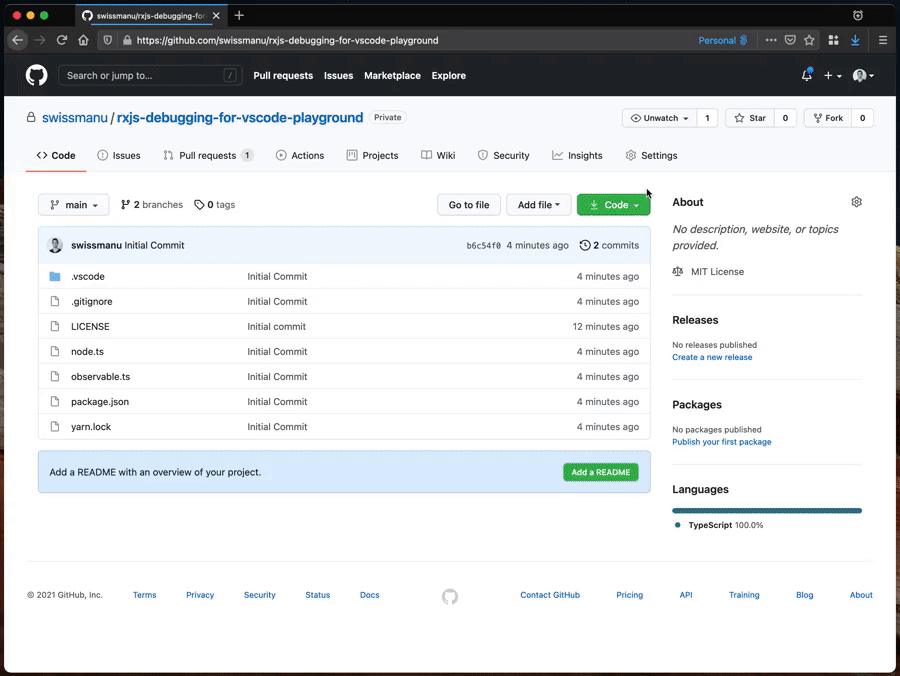 swissmanu/rxjs-debugging-for-
https://github.com/swissmanu/rxjs-debugging-for-vscode-playground
Personal
Search or jump to...
/
Pull requests
Issues
Marketplace
Explore
swissmanu / rxjs-debugging-for-vscode-playground
Private
Unwatch
1
Star
0
Fork
0
Code
Issues
Pull requests
1
Actions
Projects
Wiki
Security
Insights
Settings
main
2 branches
0 tags
Go to file
Add file
Code
swissmanu Initial Commit
b6c54f0
4 minutes ago
2 commits
.vscode
Initial Commit
4 minutes ago
.gitignore
Initial Commit
4 minutes ago
LICENSE
Initial commit
12 minutes ago
node.ts
Initial Commit
4 minutes ago
observable.ts
Initial Commit
4 minutes ago
package.json
Initial Commit
4 minutes ago
yarn.lock
Initial Commit
4 minutes ago
Add a README with an overview of your project.
Add a README
About
No description, website, or topics
provided.
MIT License
Releases
No releases published
Create a new release
Packages
No packages published
Publish your first package
Languages
TypeScript 100.0%
© 2021 GitHub, Inc.
Terms
Privacy
Security
Status
Docs
Contact GitHub
Pricing
API
Training
Blog
About